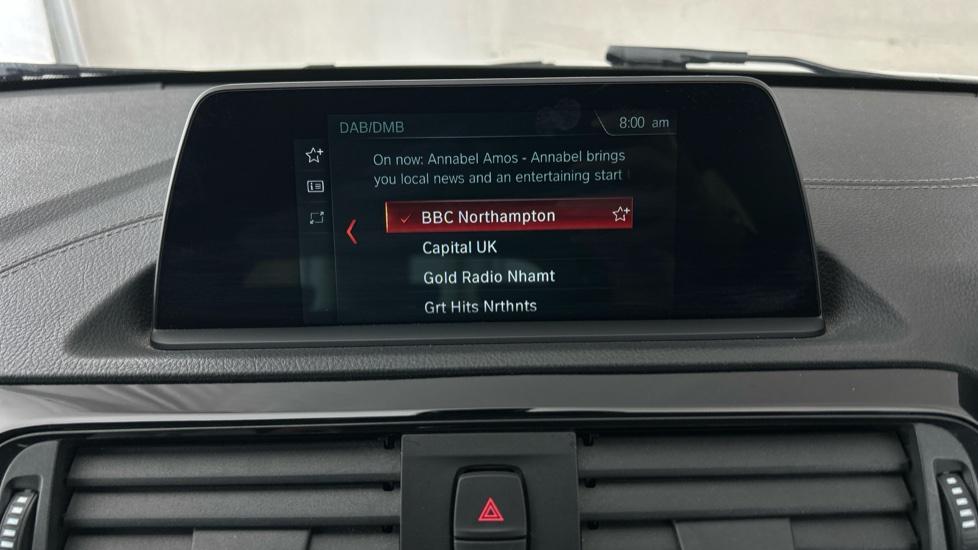 DAB/DMB
8:00 am
On now: Annabel Amos - Annabel brings
you local news and an entertaining start
BBC Northampton
Capital UK
Gold Radio Nhamt
Grt Hits Nrthnts